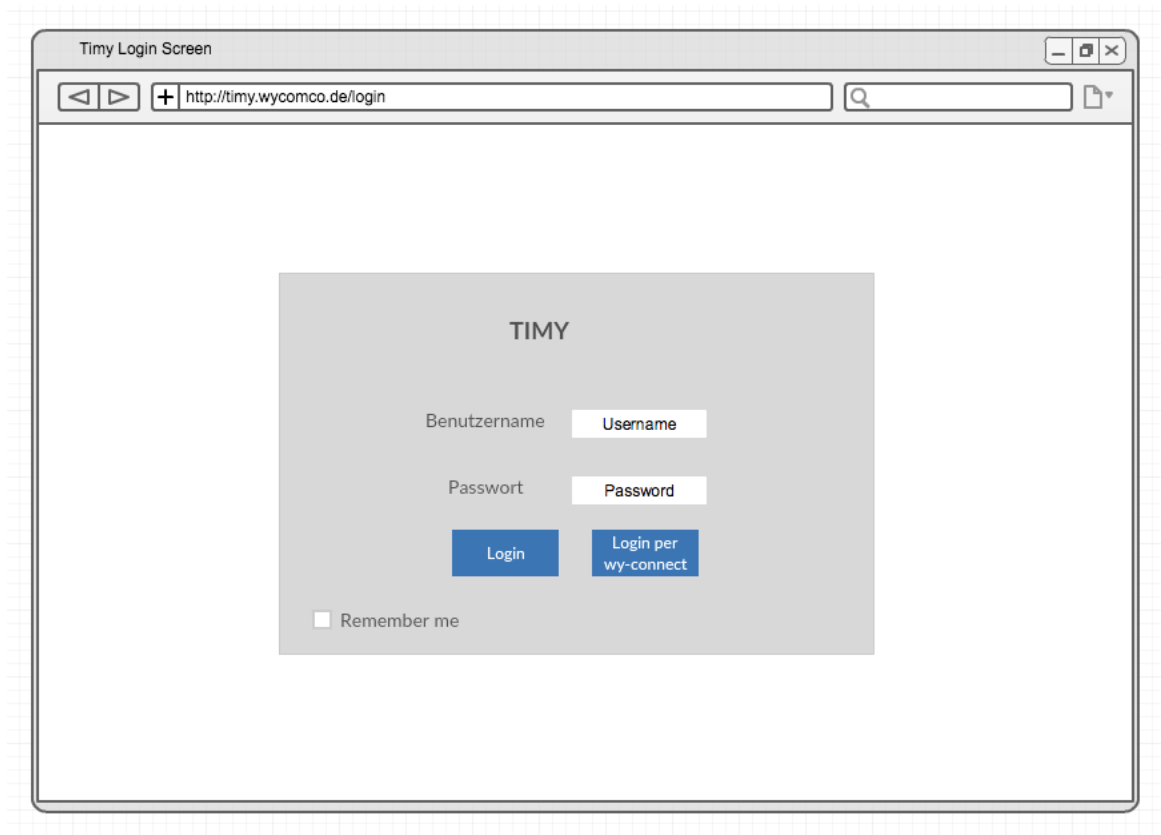 Timy Login Screen
http://timy.wycomco.de/login
TIMY
Benutzername Username
Passwort Password
Login
Login per
wy-connect
Remember me